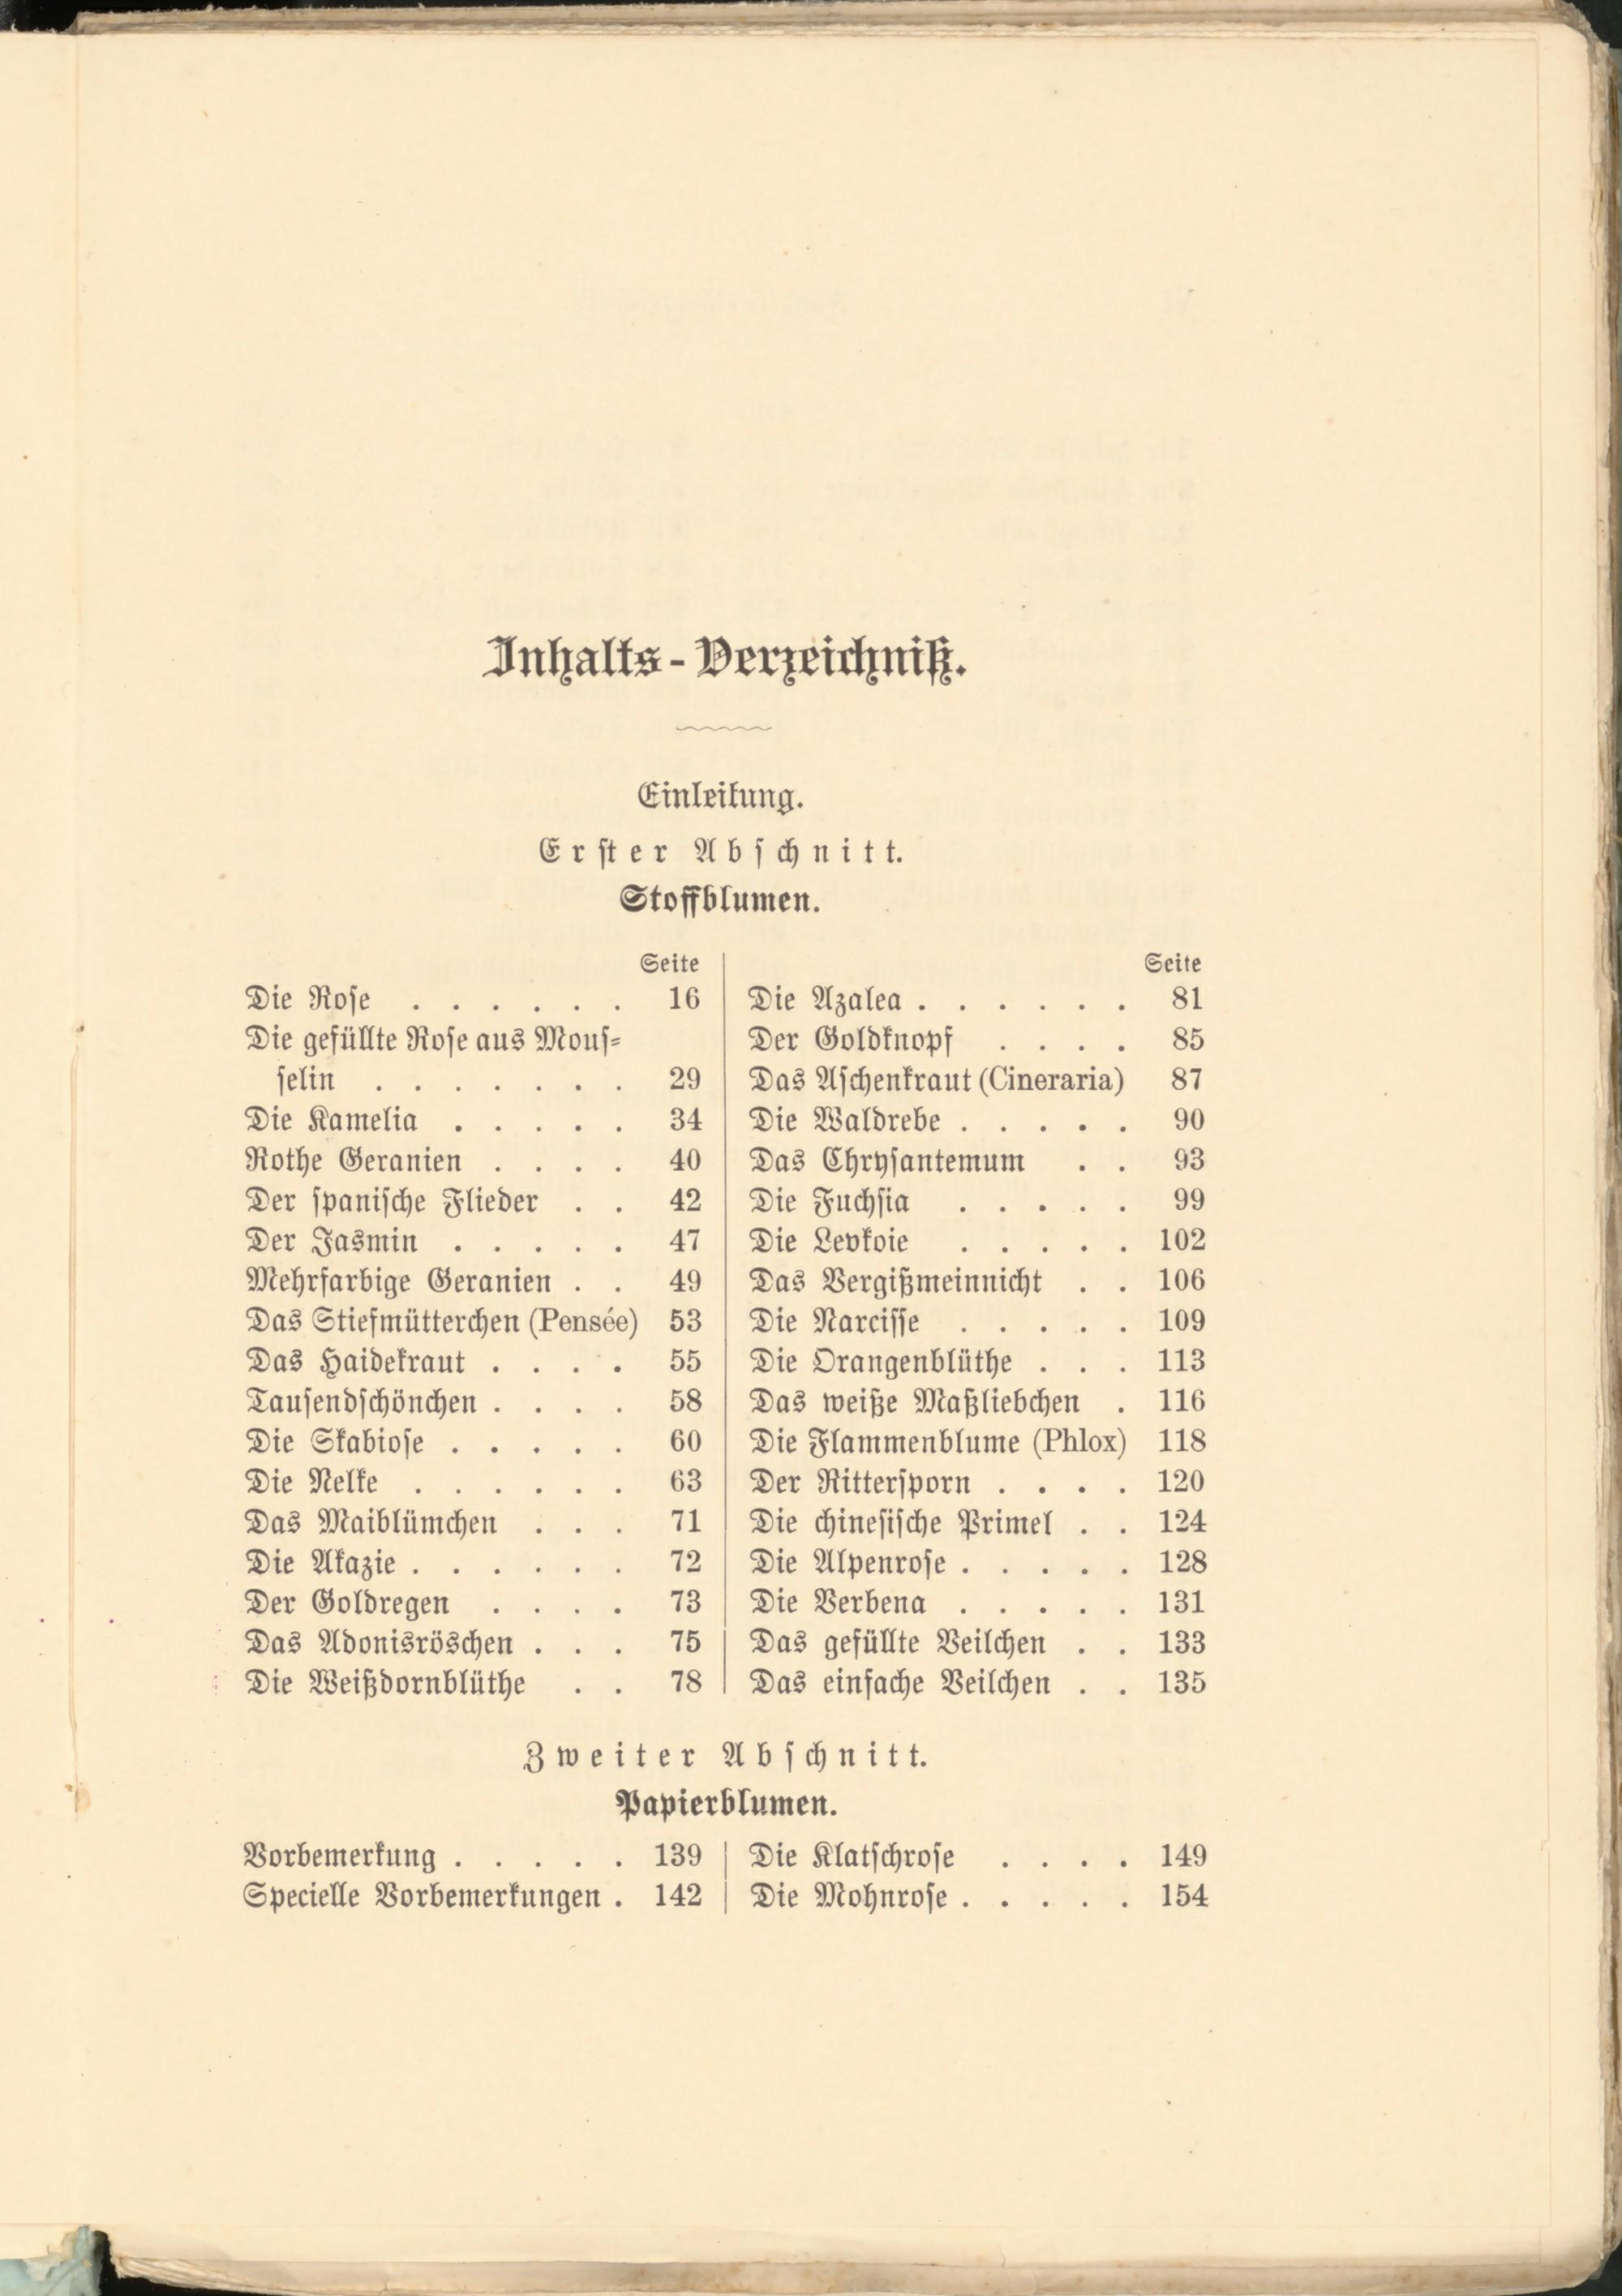 Inhalts-Verzeichniß.
Einleitung.
Erster Abschnitt.
Stoffblumen.
Seite
Die Rose . . . . . . 16
Die gefüllte Rose aus Mous-
selin . . . . . . . 29
Die Kamelia . . . . . 34
Rothe Geranien . . . . 40
Der spanische Flieder . . 42
Der Jasmin . . . . . 47
Mehrfarbige Geranien . . 49
Das Stiefmütterchen (Pensée) 53
Das Haidekraut . . . . 55
Tausendschönchen . . . . 58
Die Skabiose . . . . . 60
Die Nelke . . . . . . 63
Das Maiblümchen . . . 71
Die Akazie . . . . . . 72
Der Goldregen . . . . 73
Das Adonisröschen . . . 75
Die Weißdornblüthe . . 78
Seite
Die Azalea . . . . . . 81
Der Goldknopf . . . . 85
Das Aschenkraut (Cineraria) 87
Die Waldrebe . . . . . 90
Das Chrysantemum . . 93
Die Fuchsia . . . . . 99
Die Levkoie . . . . . 102
Das Vergißmeinnicht . . 106
Die Narcisse . . . . . 109
Die Orangenblüthe . . . 113
Das weiße Maßliebchen . 116
Die Flammenblume (Phlox) 118
Der Rittersporn . . . . 120
Die chinesische Primel . . 124
Die Alpenrose . . . . . 128
Die Verbena . . . . . 131
Das gefüllte Veilchen . . 133
Das einfache Veilchen . . 135
Zweiter Abschnitt.
Papierblumen.
Vorbemerkung . . . . . 139
Specielle Vorbemerkungen . 142
Die Klatschrose . . . . 149
Die Mohnrose . . . . . 154